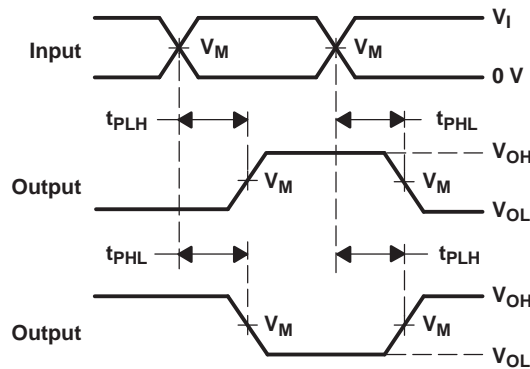 V_I
Input V_M V_M
0 V
t_PLH t_PHL
V_OH
Output V_M V_M
V_OL
t_PHL t_PLH
V_OH
Output V_M V_M
V_OL